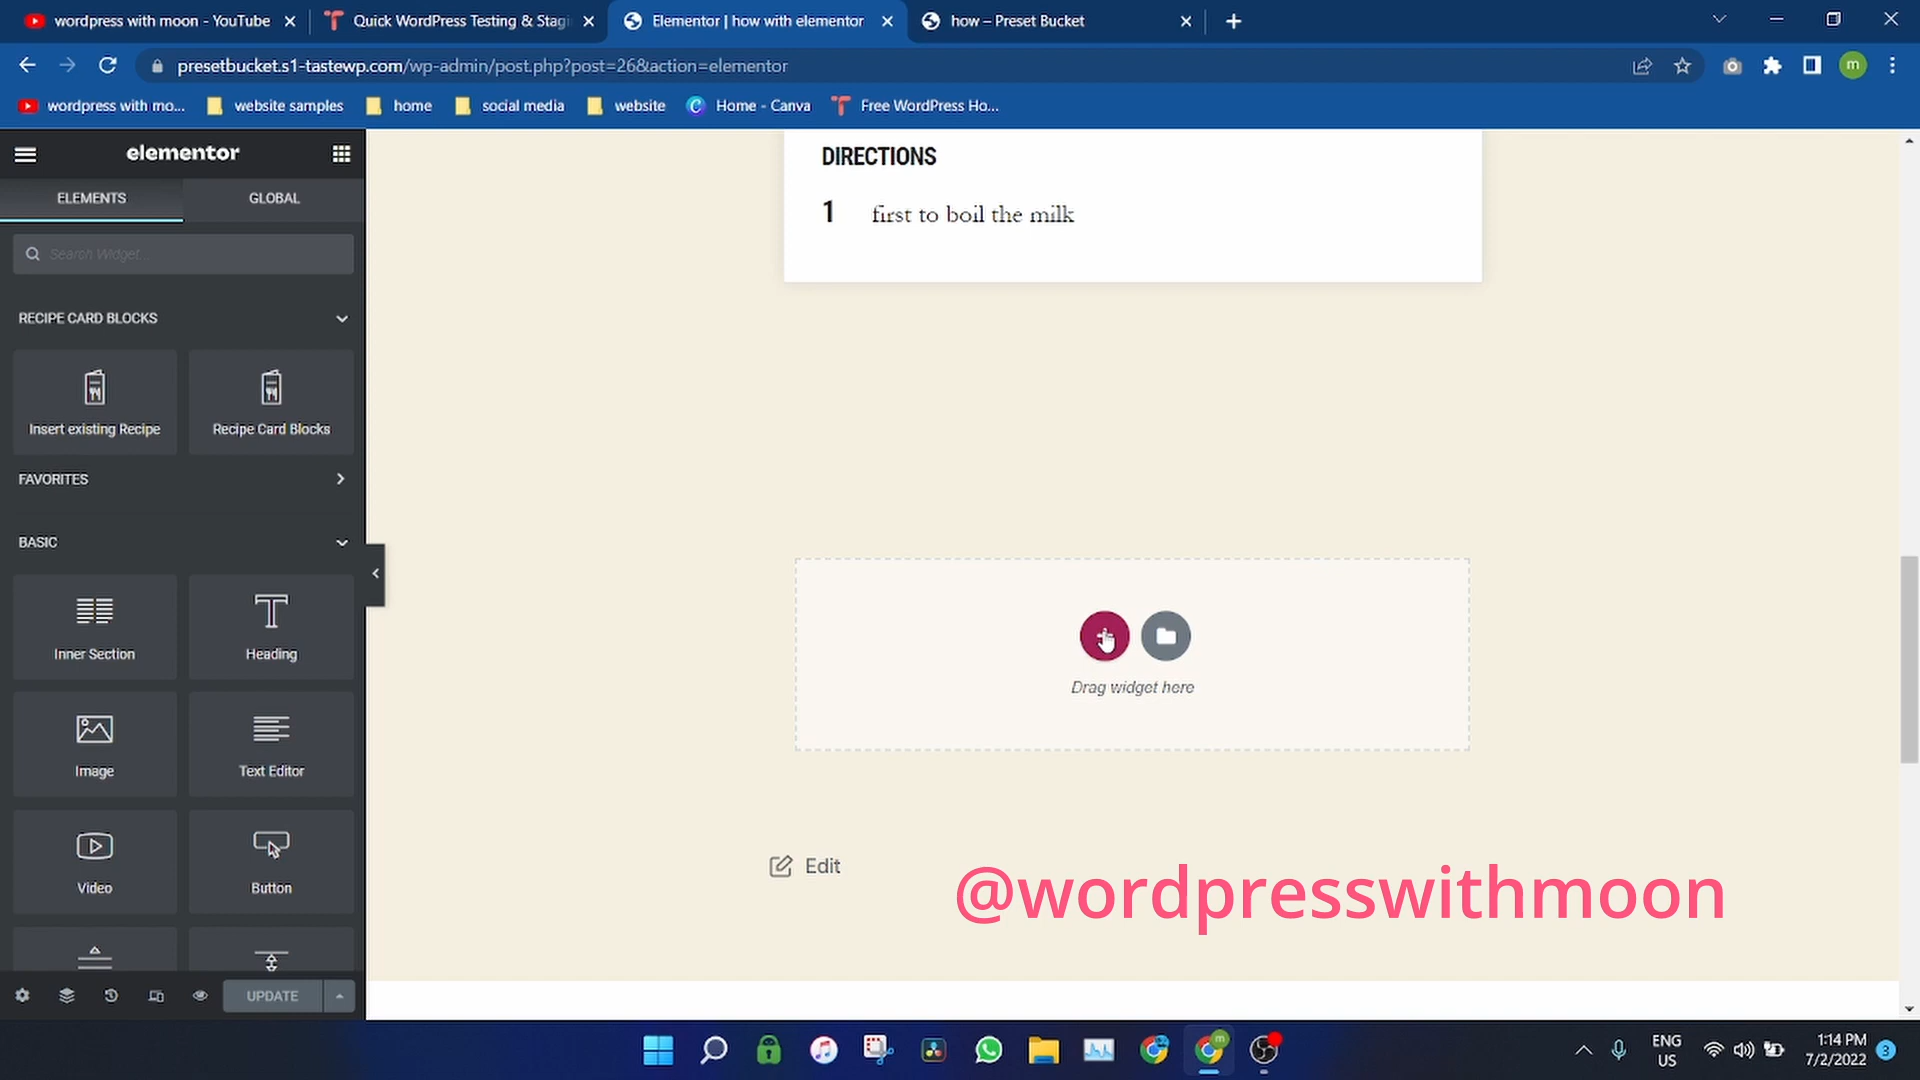 wordpress with moon - YouTube
Quick WordPress Testing & Stagi
Elementor | how with elementor
how – Preset Bucket
presetbucket.s1-tastewp.com/wp-admin/post.php?post=26&action=elementor
m
wordpress with mo...
website samples
home
social media
website
Home - Canva
Free WordPress Ho...
elementor
ELEMENTS
GLOBAL
Search Widget...
RECIPE CARD BLOCKS
Insert existing Recipe
Recipe Card Blocks
FAVORITES
BASIC
Inner Section
Heading
Image
Text Editor
Video
Button
UPDATE
DIRECTIONS
1 first to boil the milk
Drag widget here
Edit
@wordpresswithmoon
ENG
US
1:14 PM
7/2/2022
3